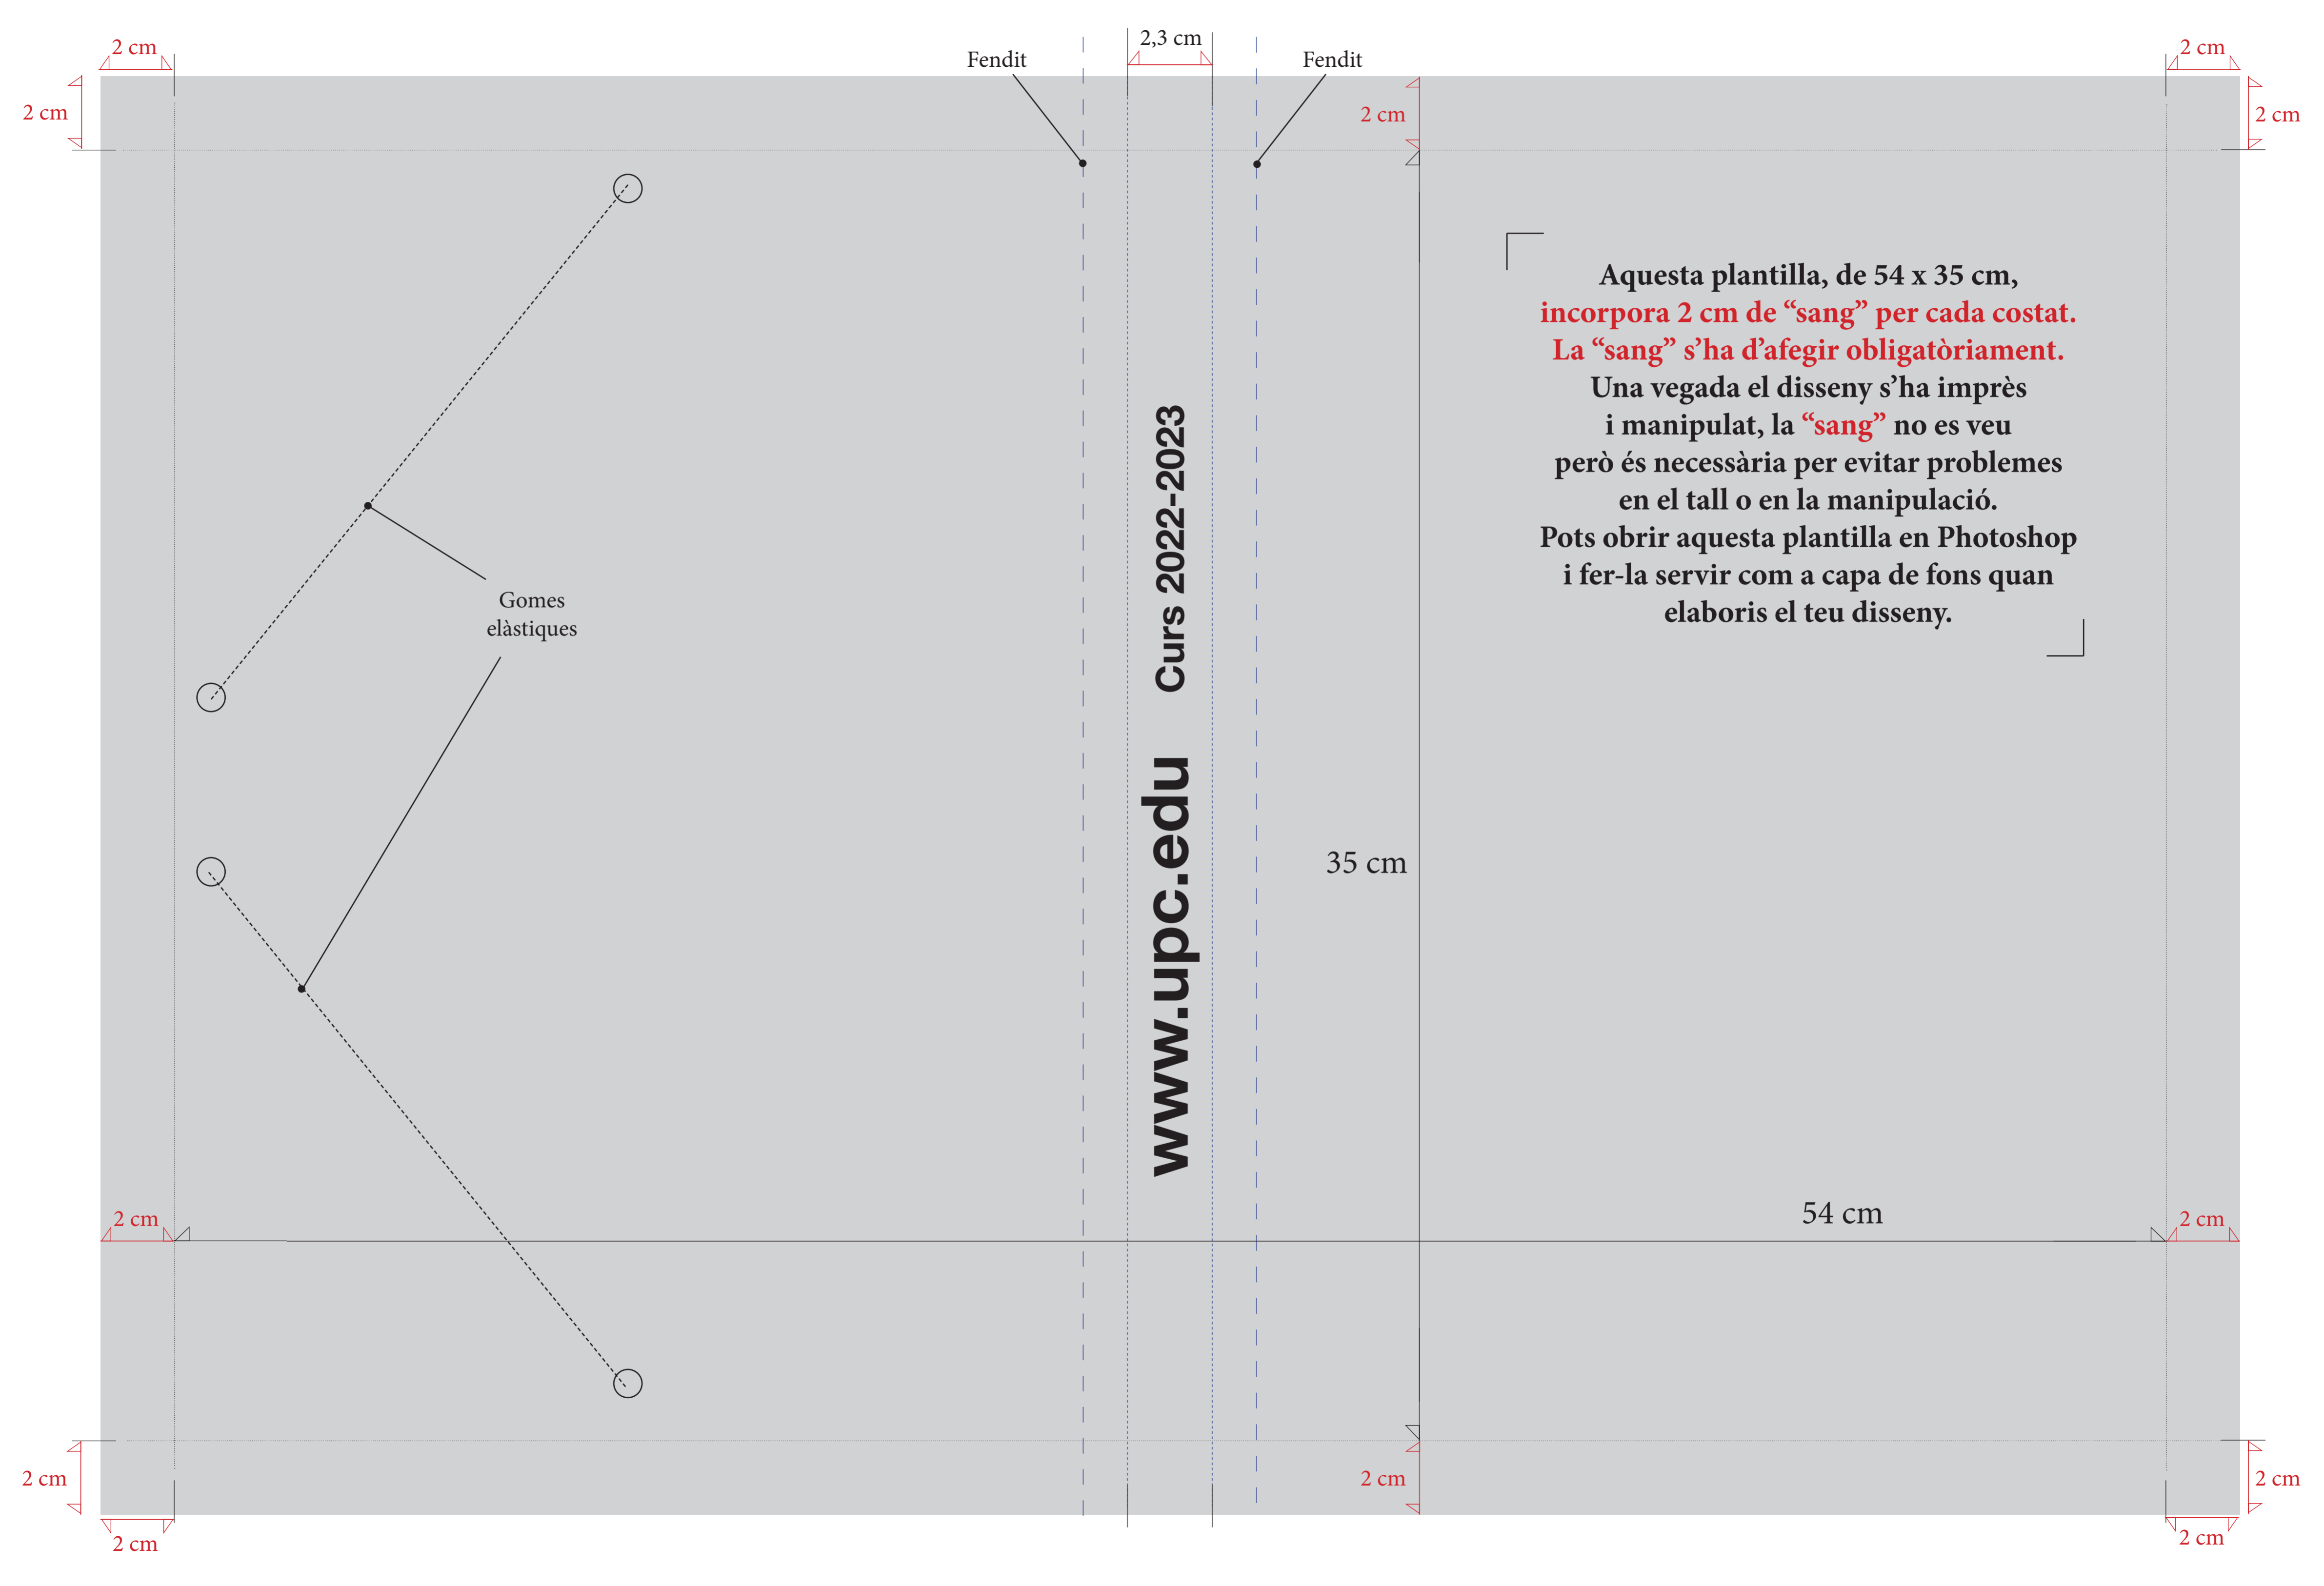 2,3 cm
2 cm
2 cm
Fendit
Fendit
2 cm
2 cm
2 cm
Aquesta plantilla, de 54 x 35 cm,
incorpora 2 cm de “sang” per cada costat.
La “sang” s’ha d’afegir obligatòriament.
Una vegada el disseny s’ha imprès
i manipulat, la “sang” no es veu
però és necessària per evitar problemes
en el tall o en la manipulació.
Pots obrir aquesta plantilla en Photoshop
i fer-la servir com a capa de fons quan
elaboris el teu disseny.
Gomes
elàstiques
www.upc.edu Curs 2022-2023
35 cm
54 cm
2 cm
2 cm
2 cm
2 cm
2 cm
2 cm
2 cm